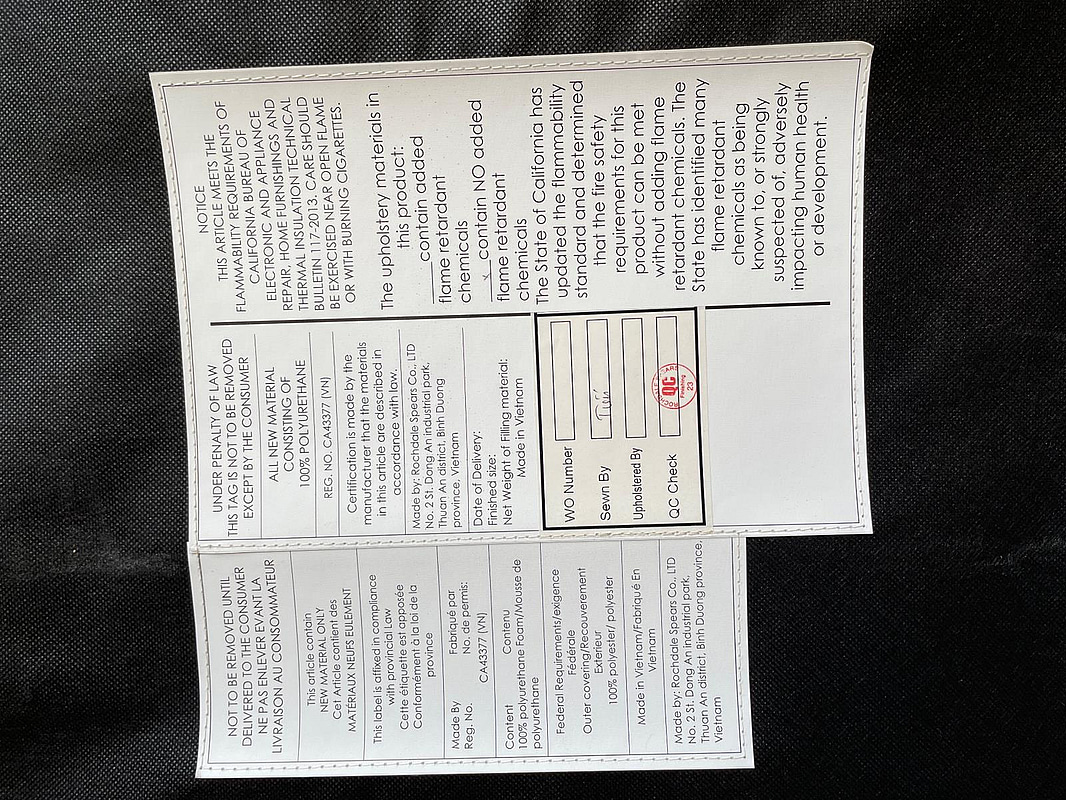 NOT TO BE REMOVED UNTIL
DELIVERED TO THE CONSUMER
NE PAS ENLEVER EVANT LA
LIVRAISON AU CONSOMMATEUR
This article contain
NEW MATERIAL ONLY
Cet Article contient des
MATÉRIAUX NEUFS EULEMENT
This label is affixed in compliance
with provincial Law
Cette étiquette est apposée
Conformément à la loi de la
province
Made By Fabriqué par
Reg. No. No. de permis:
CA43377 (VN)
Content Contenu
100% polyurethane Foam/Mousse de
polyurethane
Federal Requirements/exigence
Fédérale
Outer covering/Recouvrement
Exterieur
100% polyester/ polyester
Made in Vietnam/Fabriqué En
Vietnam
Made by: Rochdale Spears Co., LTD
No. 2 St. Dong An industrial park,
Thuan An district, Binh Duong province,
Vietnam
UNDER PENALTY OF LAW
THIS TAG IS NOT TO BE REMOVED
EXCEPT BY THE CONSUMER
ALL NEW MATERIAL
CONSISTING OF
100% POLYURETHANE
REG. NO. CA43377 (VN)
Certification is made by the
manufacturer that the materials
in this article are described in
accordance with law.
Made by: Rochdale Spears Co., LTD
No. 2 St. Dong An industrial park,
Thuan An district, Binh Duong
province, Vietnam
Date of Delivery:
Finished size:
Net Weight of Filling material:
Made in Vietnam
WO Number
Sewn By
Upholstered By
QC Check
QC
Finishing
23
NOTICE
THIS ARTICLE MEETS THE
FLAMMABILITY REQUIREMENTS OF
CALIFORNIA BUREAU OF
ELECTRONIC AND APPLIANCE
REPAIR, HOME FURNISHINGS AND
THERMAL INSULATION TECHNICAL
BULLETIN 117-2013. CARE SHOULD
BE EXERCISED NEAR OPEN FLAME
OR WITH BURNING CIGARETTES.
The upholstery materials in
this product:
____contain added
flame retardant
chemicals
_x_contain NO added
flame retardant
chemicals
The State of California has
updated the flammability
standard and determined
that the fire safety
requirements for this
product can be met
without adding flame
retardant chemicals. The
State has identified many
flame retardant
chemicals as being
known to, or strongly
suspected of, adversely
impacting human health
or development.